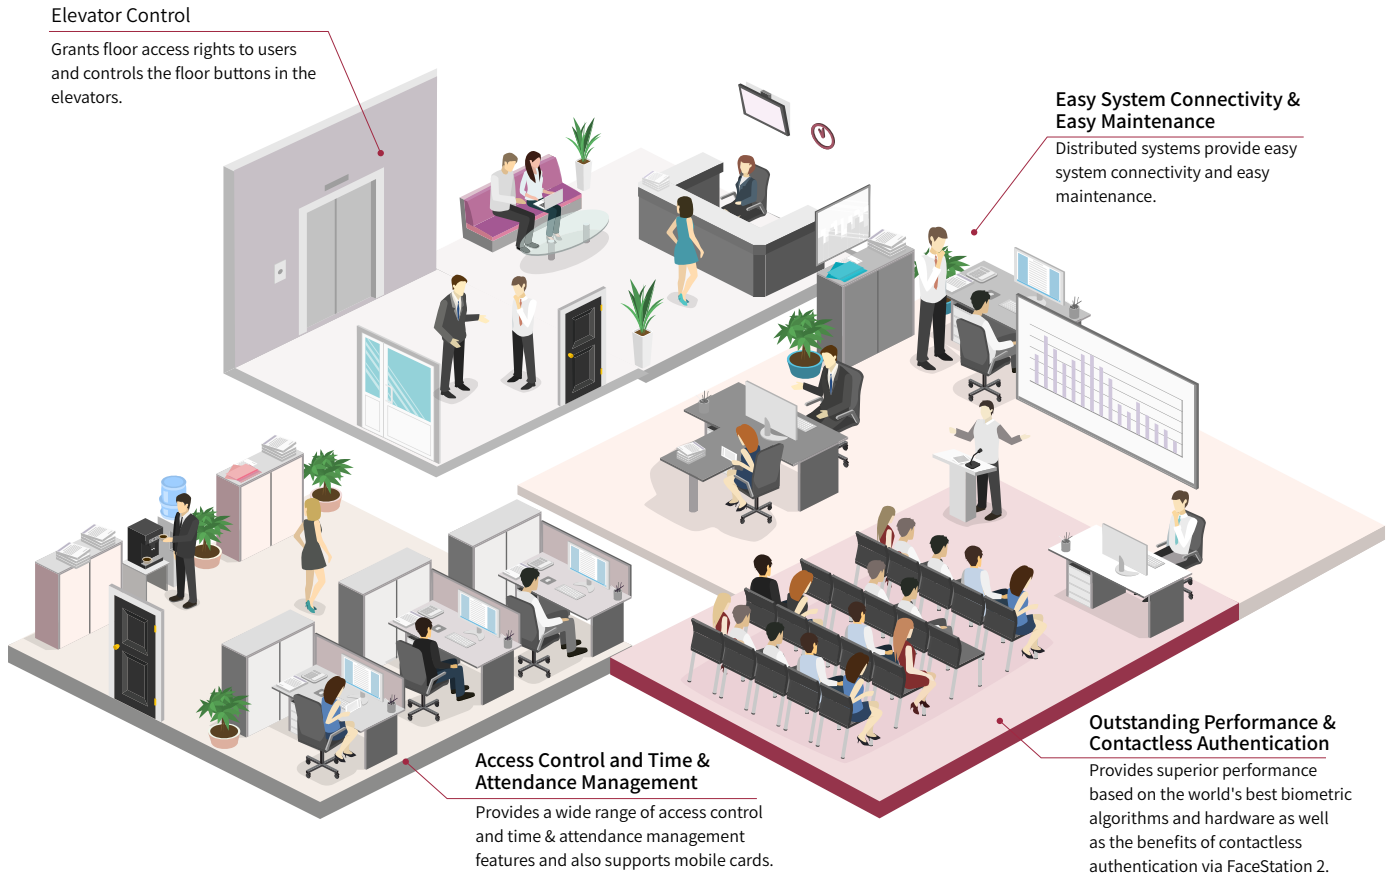 Elevator Control
Grants floor access rights to users
and controls the floor buttons in the
elevators.
Easy System Connectivity &
Easy Maintenance
Distributed systems provide easy
system connectivity and easy
maintenance.
Access Control and Time &
Attendance Management
Provides a wide range of access control
and time & attendance management
features and also supports mobile cards.
Outstanding Performance &
Contactless Authentication
Provides superior performance
based on the world's best biometric
algorithms and hardware as well
as the benefits of contactless
authentication via FaceStation 2.